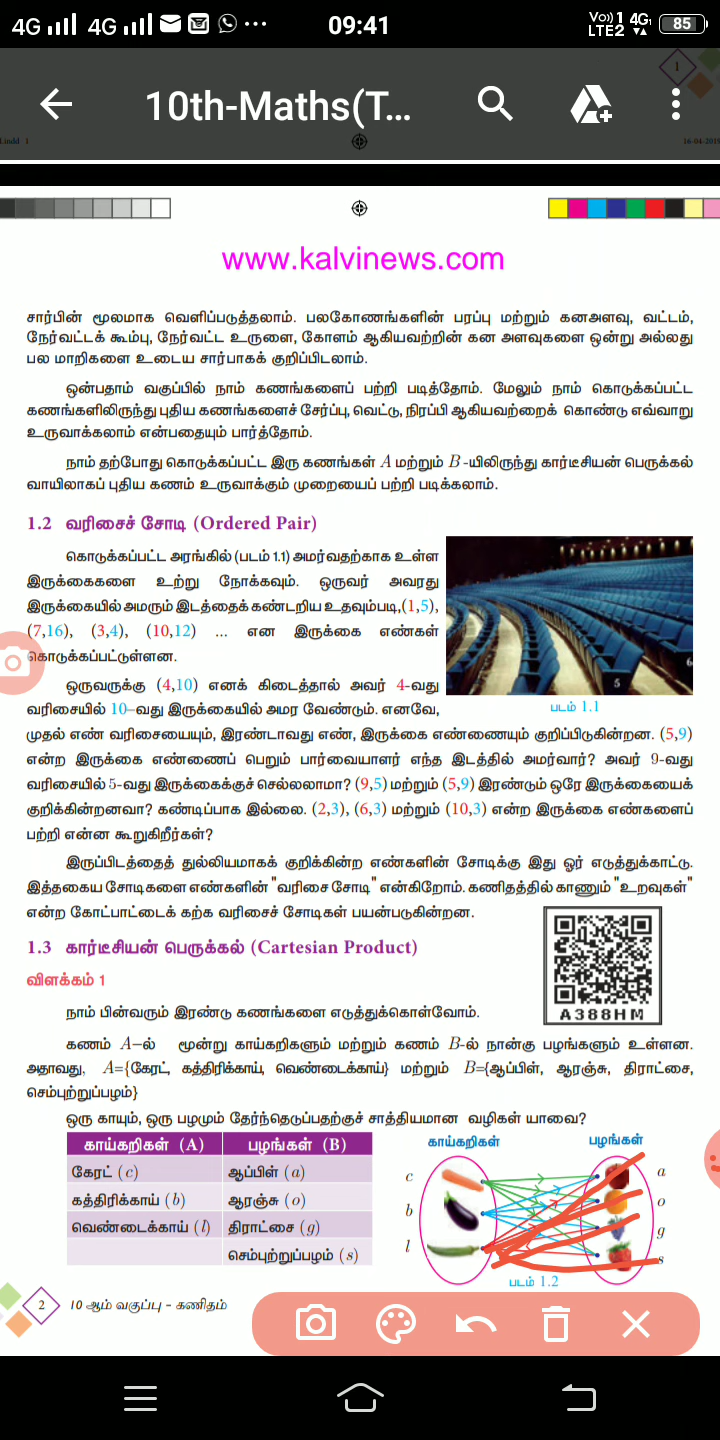 4G 4G ... 09:41 Vo)) 1 4G LTE2 85
10th-Maths(T... 1
l.indd 1 16-04-2019
www.kalvinews.com
சார்பின் மூலமாக வெளிப்படுத்தலாம். பலகோணங்களின் பரப்பு மற்றும் கனஅளவு, வட்டம்,
நேர்வட்டக் கூம்பு, நேர்வட்ட உருளை, கோளம் ஆகியவற்றின் கன அளவுகளை ஒன்று அல்லது
பல மாறிகளை உடைய சார்பாகக் குறிப்பிடலாம்.
ஒன்பதாம் வகுப்பில் நாம் கணங்களைப் பற்றி படித்தோம். மேலும் நாம் கொடுக்கப்பட்ட
கணங்களிலிருந்து புதிய கணங்களைச் சேர்ப்பு, வெட்டு, நிரப்பி ஆகியவற்றைக் கொண்டு எவ்வாறு
உருவாக்கலாம் என்பதையும் பார்த்தோம்.
நாம் தற்போது கொடுக்கப்பட்ட இரு கணங்கள் A மற்றும் B -யிலிருந்து கார்டீசியன் பெருக்கல்
வாயிலாகப் புதிய கணம் உருவாக்கும் முறையைப் பற்றி படிக்கலாம்.
1.2 வரிசைச் சோடி (Ordered Pair)
கொடுக்கப்பட்ட அரங்கில் (படம் 1.1) அமர்வதற்காக உள்ள
இருக்கைகளை உற்று நோக்கவும். ஒருவர் அவரது
இருக்கையில் அமரும் இடத்தைக் கண்டறிய உதவும்படி,(1,5),
(7,16), (3,4), (10,12) ... என இருக்கை எண்கள்
கொடுக்கப்பட்டுள்ளன.
5 6
படம் 1.1
ஒருவருக்கு (4,10) எனக் கிடைத்தால் அவர் 4-வது
வரிசையில் 10–வது இருக்கையில் அமர வேண்டும். எனவே,
முதல் எண் வரிசையையும், இரண்டாவது எண், இருக்கை எண்ணையும் குறிப்பிடுகின்றன. (5,9)
என்ற இருக்கை எண்ணைப் பெறும் பார்வையாளர் எந்த இடத்தில் அமர்வார்? அவர் 9-வது
வரிசையில் 5-வது இருக்கைக்குச் செல்லலாமா? (9,5) மற்றும் (5,9) இரண்டும் ஒரே இருக்கையைக்
குறிக்கின்றனவா? கண்டிப்பாக இல்லை. (2,3), (6,3) மற்றும் (10,3) என்ற இருக்கை எண்களைப்
பற்றி என்ன கூறுகிறீர்கள்?
இருப்பிடத்தைத் துல்லியமாகக் குறிக்கின்ற எண்களின் சோடிக்கு இது ஓர் எடுத்துக்காட்டு.
இத்தகைய சோடிகளை எண்களின் "வரிசை சோடி" என்கிறோம். கணிதத்தில் காணும் "உறவுகள்"
என்ற கோட்பாட்டைக் கற்க வரிசைச் சோடிகள் பயன்படுகின்றன.
1.3 கார்டீசியன் பெருக்கல் (Cartesian Product)
விளக்கம் 1
நாம் பின்வரும் இரண்டு கணங்களை எடுத்துக்கொள்வோம்.
A388HM
கணம் A–ல் மூன்று காய்கறிகளும் மற்றும் கணம் B-ல் நான்கு பழங்களும் உள்ளன.
அதாவது, A={கேரட், கத்திரிக்காய், வெண்டைக்காய்} மற்றும் B={ஆப்பிள், ஆரஞ்சு, திராட்சை,
செம்புற்றுப்பழம்}
ஒரு காயும், ஒரு பழமும் தேர்ந்தெடுப்பதற்குச் சாத்தியமான வழிகள் யாவை?
காய்கறிகள் (A) பழங்கள் (B)
கேரட் (c) ஆப்பிள் (a)
கத்திரிக்காய் (b) ஆரஞ்சு (o)
வெண்டைக்காய் (l) திராட்சை (g)
செம்புற்றுப்பழம் (s)
காய்கறிகள் பழங்கள்
c a
b o
l g
s
படம் 1.2
2 10 ஆம் வகுப்பு – கணிதம்